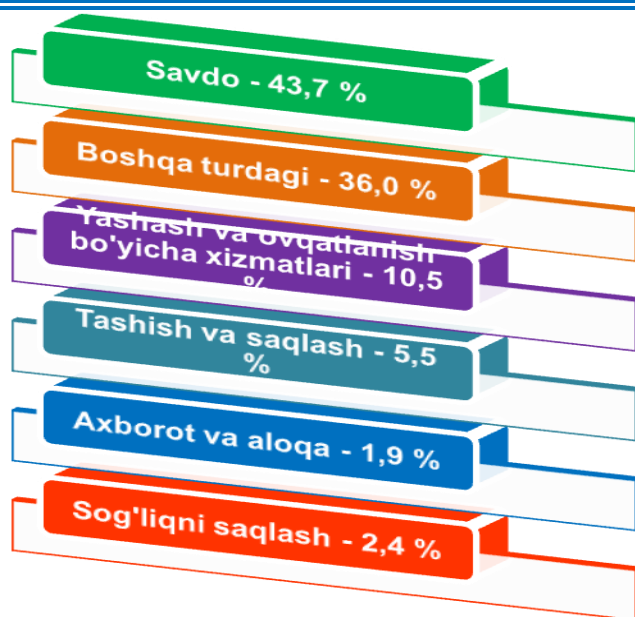 Savdo - 43,7 %
Boshqa turdagi - 36,0 %
Yashash va ovqatlanish
bo'yicha xizmatlari - 10,5
%
Tashish va saqlash - 5,5
%
Axborot va aloqa - 1,9 %
Sog'liqni saqlash - 2,4 %